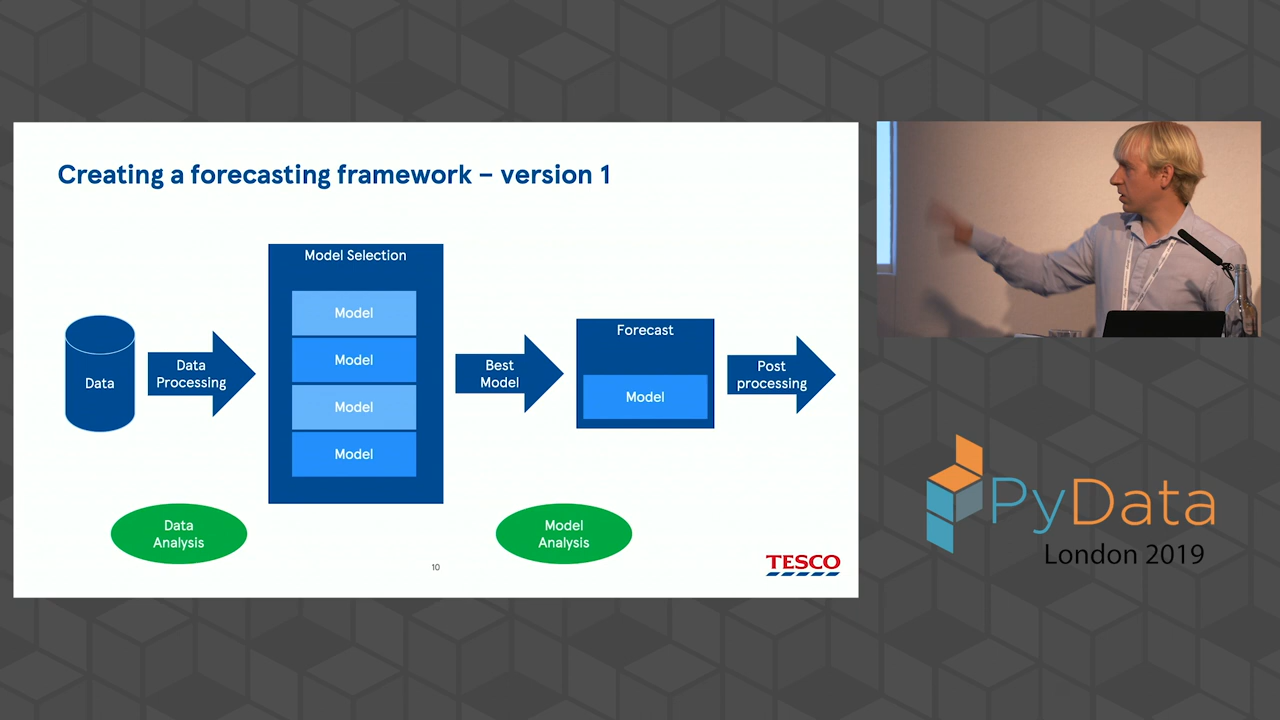 Creating a forecasting framework – version 1
Data
Data
Processing
Model Selection
Model
Model
Model
Model
Best
Model
Forecast
Model
Post
processing
Data
Analysis
Model
Analysis
10
TESCO
PyData
London 2019